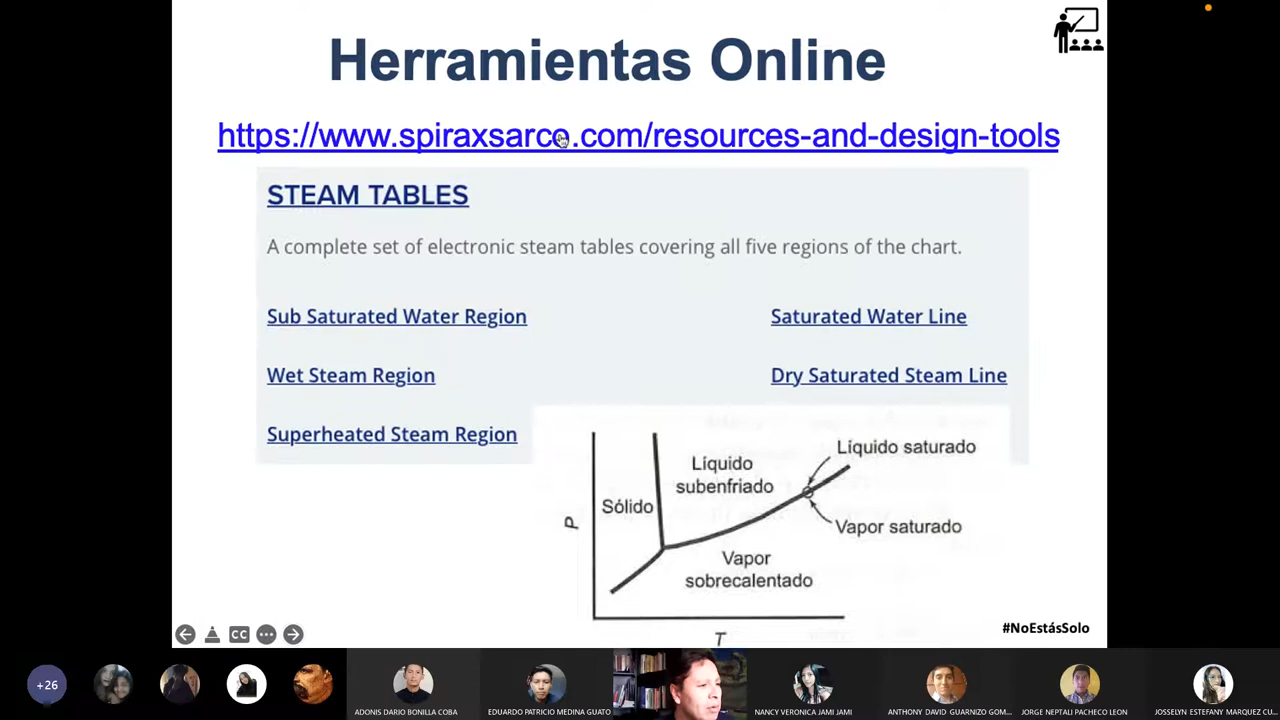 Herramientas Online
https://www.spiraxsarco.com/resources-and-design-tools
STEAM TABLES
A complete set of electronic steam tables covering all five regions of the chart.
Sub Saturated Water Region
Saturated Water Line
Wet Steam Region
Dry Saturated Steam Line
Superheated Steam Region
Líquido saturado
Líquido
subenfriado
Sólido
P
Vapor saturado
Vapor
sobrecalentado
T
#NoEstásSolo
CC
+26
ADONIS DARIO BONILLA COBA
EDUARDO PATRICIO MEDINA GUATO
NANCY VERONICA JAMI JAMI
ANTHONY DAVID GUARNIZO GOM...
JORGE NEPTALI PACHECO LEON
JOSSELYN ESTEFANY MARQUEZ CU...